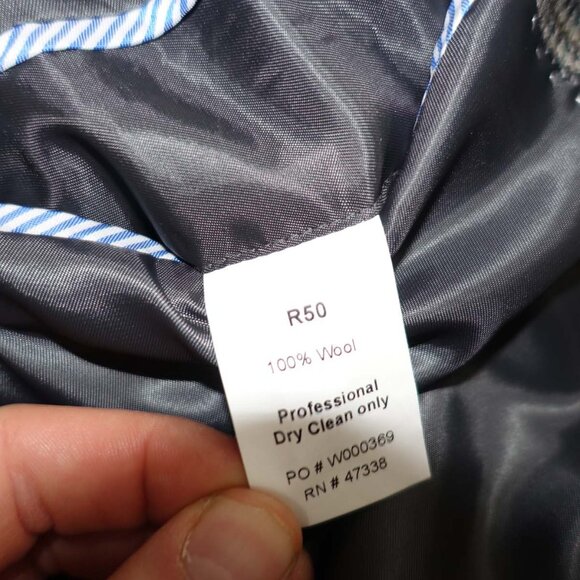 R50
100% Wool
Professional
Dry Clean only
PO # W000369
RN # 47338